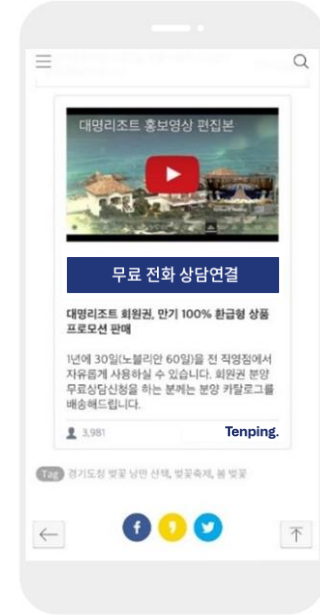 대명리조트 홍보영상 편집본
무료 전화 상담연결
대명리조트 회원권, 만기 100% 환급형 상품
프로모션 판매
1년에 30일(노블리안 60일)을 전 직영점에서
자유롭게 사용하실 수 있습니다. 회원권 분양
무료상담신청을 하는 분께는 분양 카탈로그를
배송해드립니다.
3,981
Tenping.
Tag 경기도청 벚꽃 낭만 산책, 벚꽃축제, 봄 벚꽃